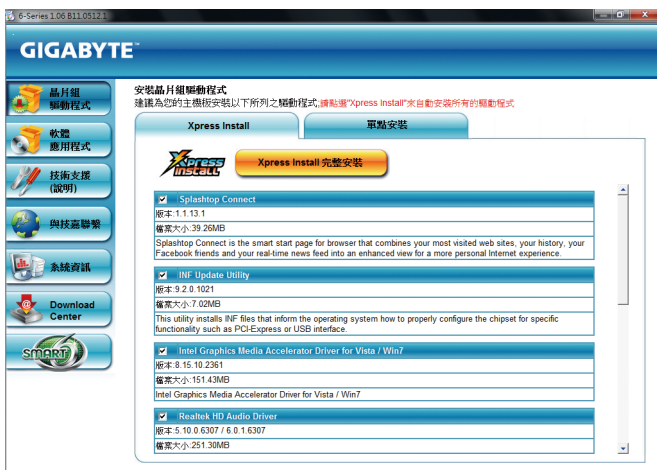 6-Series 1.06 B11.0512.1
GIGABYTE™
晶片組
驅動程式
軟體
應用程式
技術支援
(說明)
與技嘉聯繫
系統資訊
Download
Center
SMART6
安裝晶片組驅動程式
建議為您的主機板安裝以下所列之驅動程式;請點選"Xpress Install"來自動安裝所有的驅動程式
Xpress Install
單點安裝
Xpress
INSTALL
Xpress Install 完整安裝
Splashtop Connect
版本:1.1.13.1
檔案大小:39.26MB
Splashtop Connect is the smart start page for browser that combines your most visited web sites, your history, your
Facebook friends and your real-time news feed into an enhanced view for a more personal Internet experience.
INF Update Utility
版本:9.2.0.1021
檔案大小:7.02MB
This utility installs INF files that inform the operating system how to properly configure the chipset for specific
functionality such as PCI-Express or USB interface.
Intel Graphics Media Accelerator Driver for Vista / Win7
版本:8.15.10.2361
檔案大小:151.43MB
Intel Graphics Media Accelerator Driver for Vista / Win7
Realtek HD Audio Driver
版本:5.10.0.6307 / 6.0.1.6307
檔案大小:251.30MB